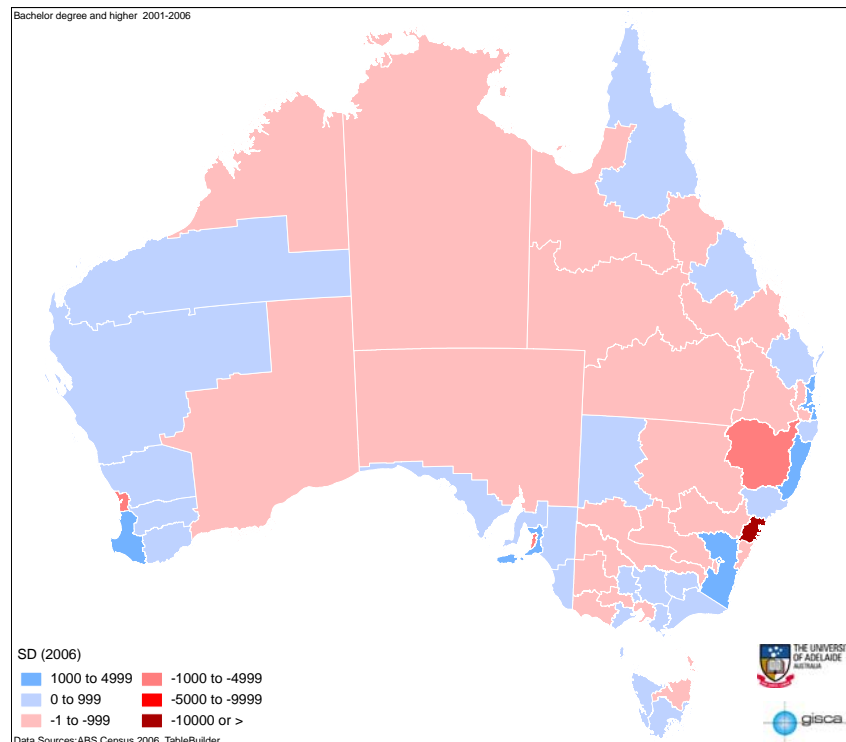 Bachelor degree and higher 2001-2006
SD (2006)
1000 to 4999
0 to 999
-1 to -999
-1000 to -4999
-5000 to -9999
-10000 or >
THE UNIVERSI
OF ADELAIDE
AUSTRALIA
gisca
Data Sources:ABS Census 2006, TableBuilder